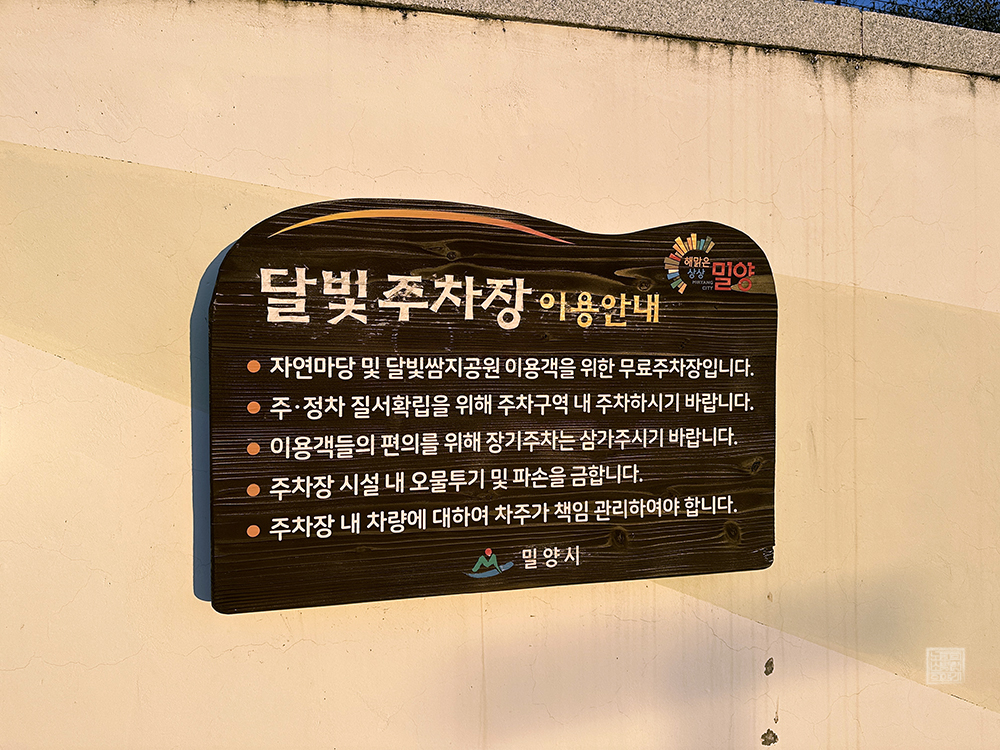 달빛 주차장 이용안내
해맑은
상상
밀양
MIRYANG
CITY
● 자연마당 및 달빛쌈지공원 이용객을 위한 무료주차장입니다.
● 주·정차 질서확립을 위해 주차구역 내 주차하시기 바랍니다.
● 이용객들의 편의를 위해 장기주차는 삼가주시기 바랍니다.
● 주차장 시설 내 오물투기 및 파손을 금합니다.
● 주차장 내 차량에 대하여 차주가 책임 관리하여야 합니다.
밀양시